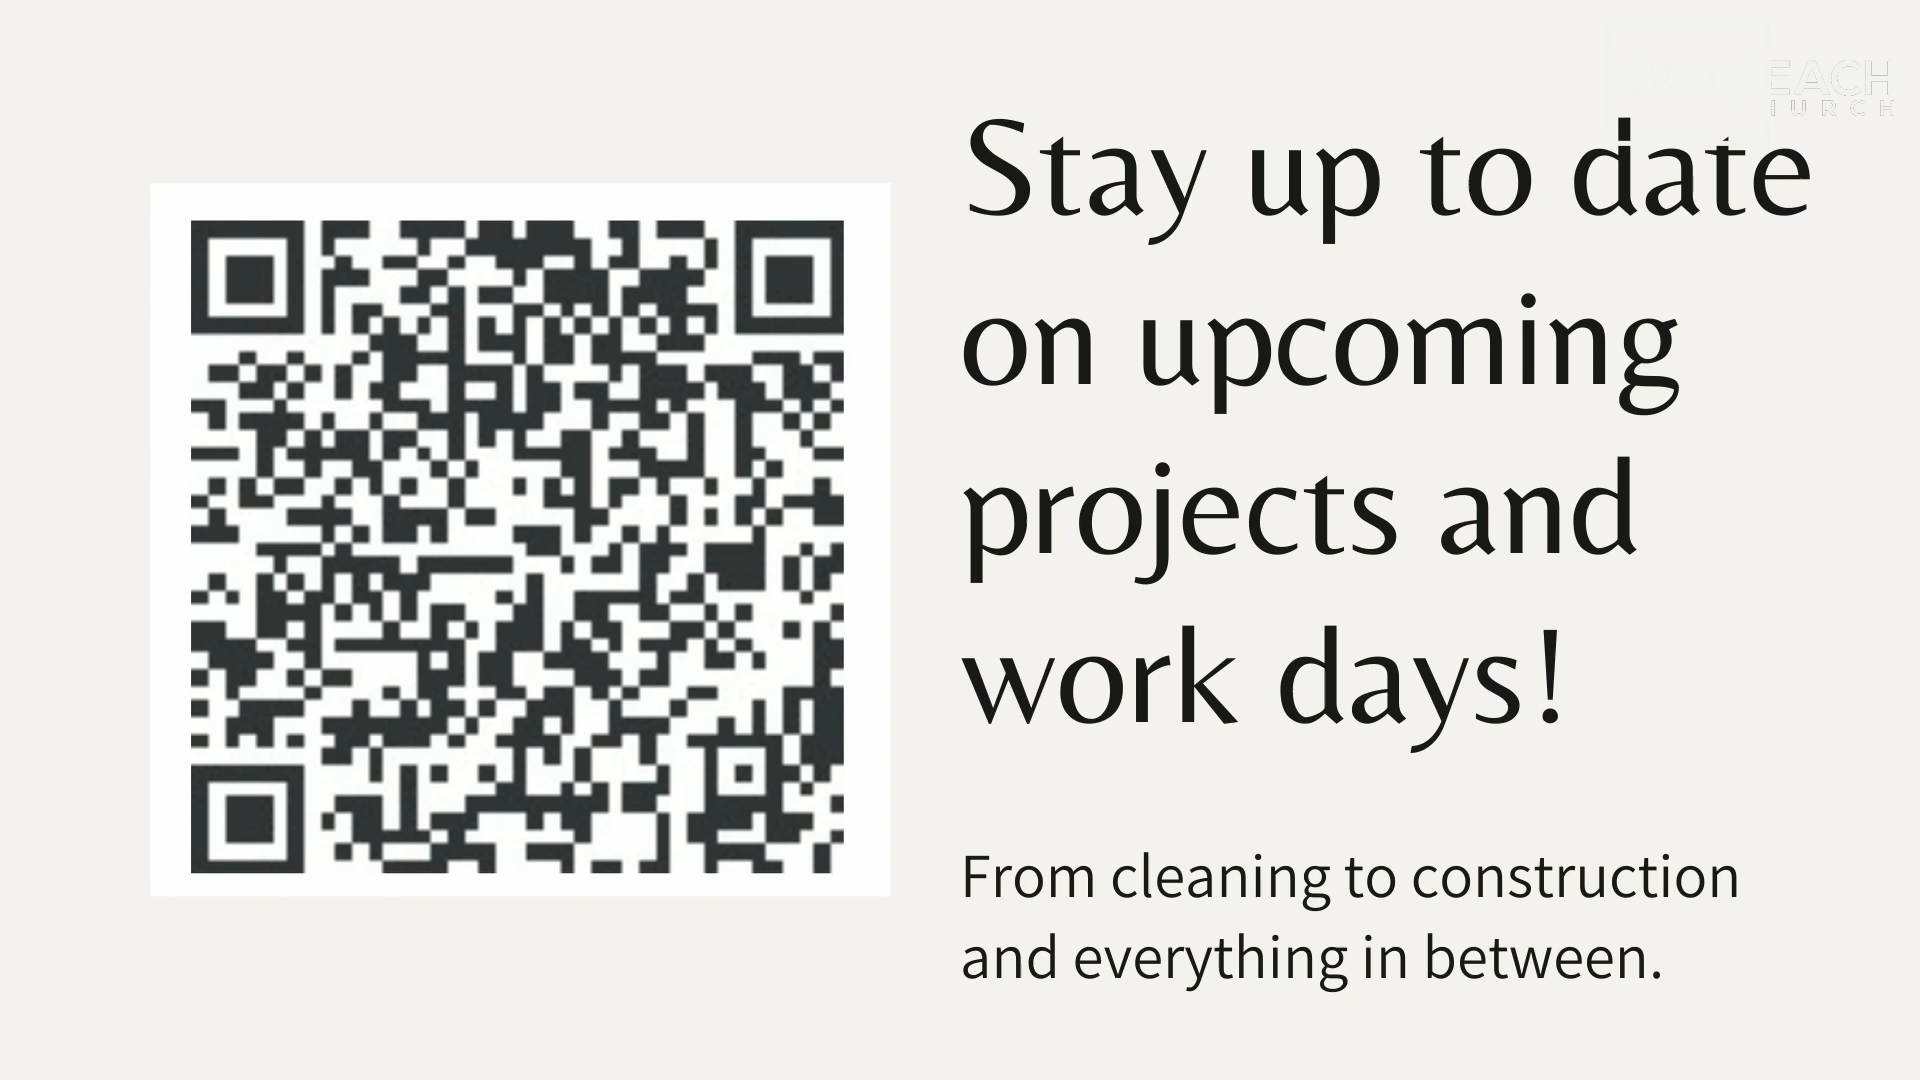 Stay up to date
on upcoming
projects and
work days!
From cleaning to construction
and everything in between.